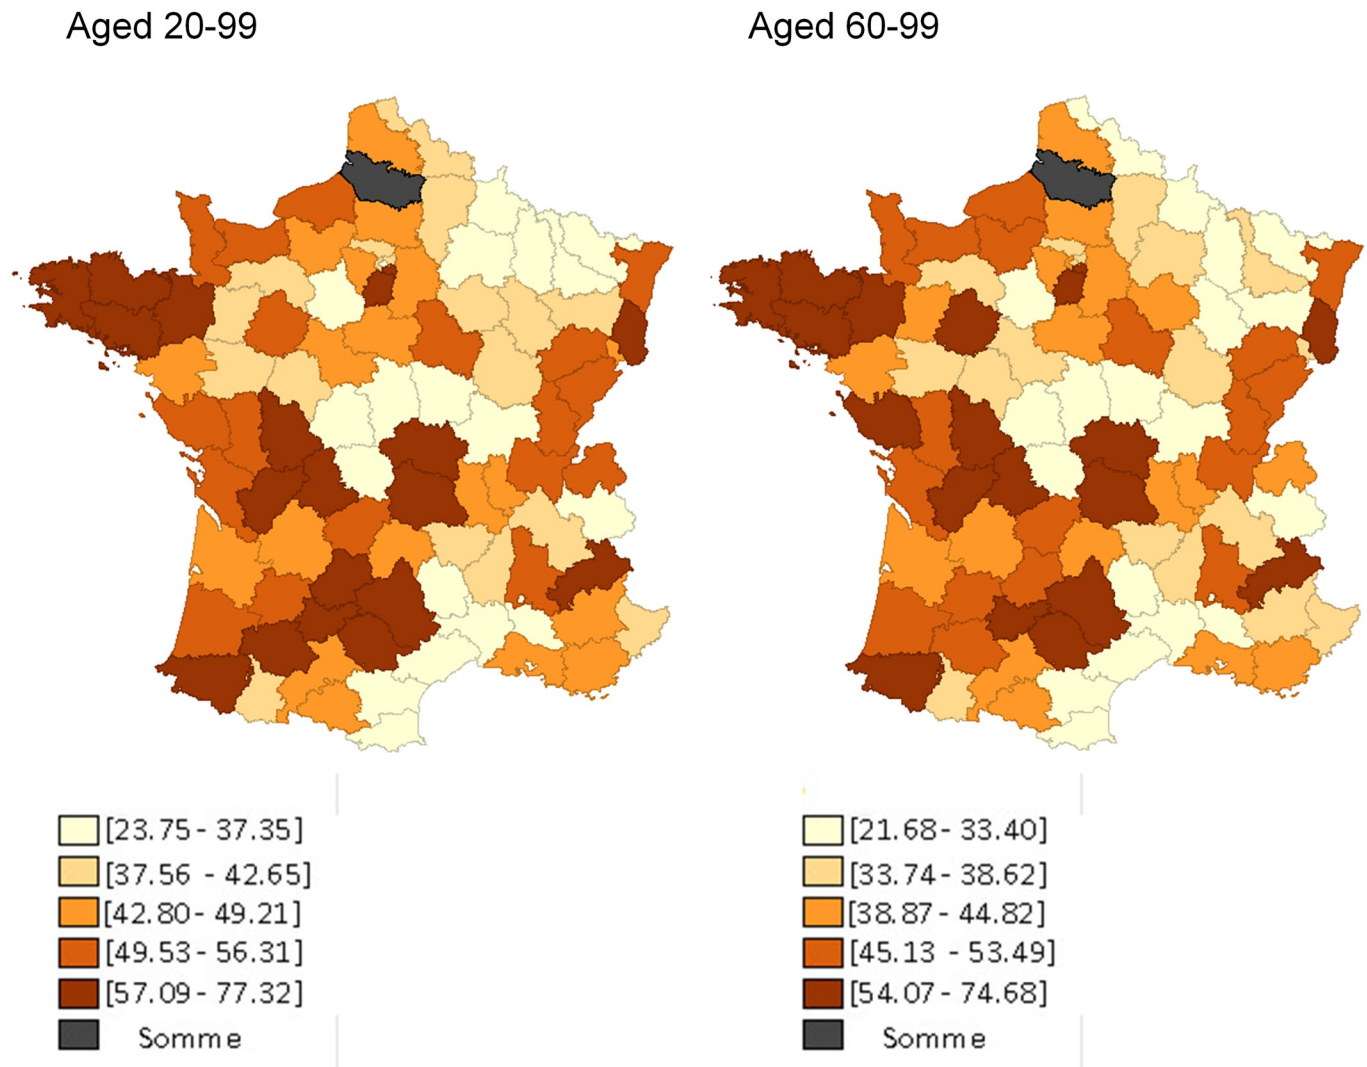 Aged 20-99
Aged 60-99
[23.75 - 37.35]
[37.56 - 42.65]
[42.80 - 49.21]
[49.53 - 56.31]
[57.09 - 77.32]
Somme
[21.68 - 33.40]
[33.74 - 38.62]
[38.87 - 44.82]
[45.13 - 53.49]
[54.07 - 74.68]
Somme